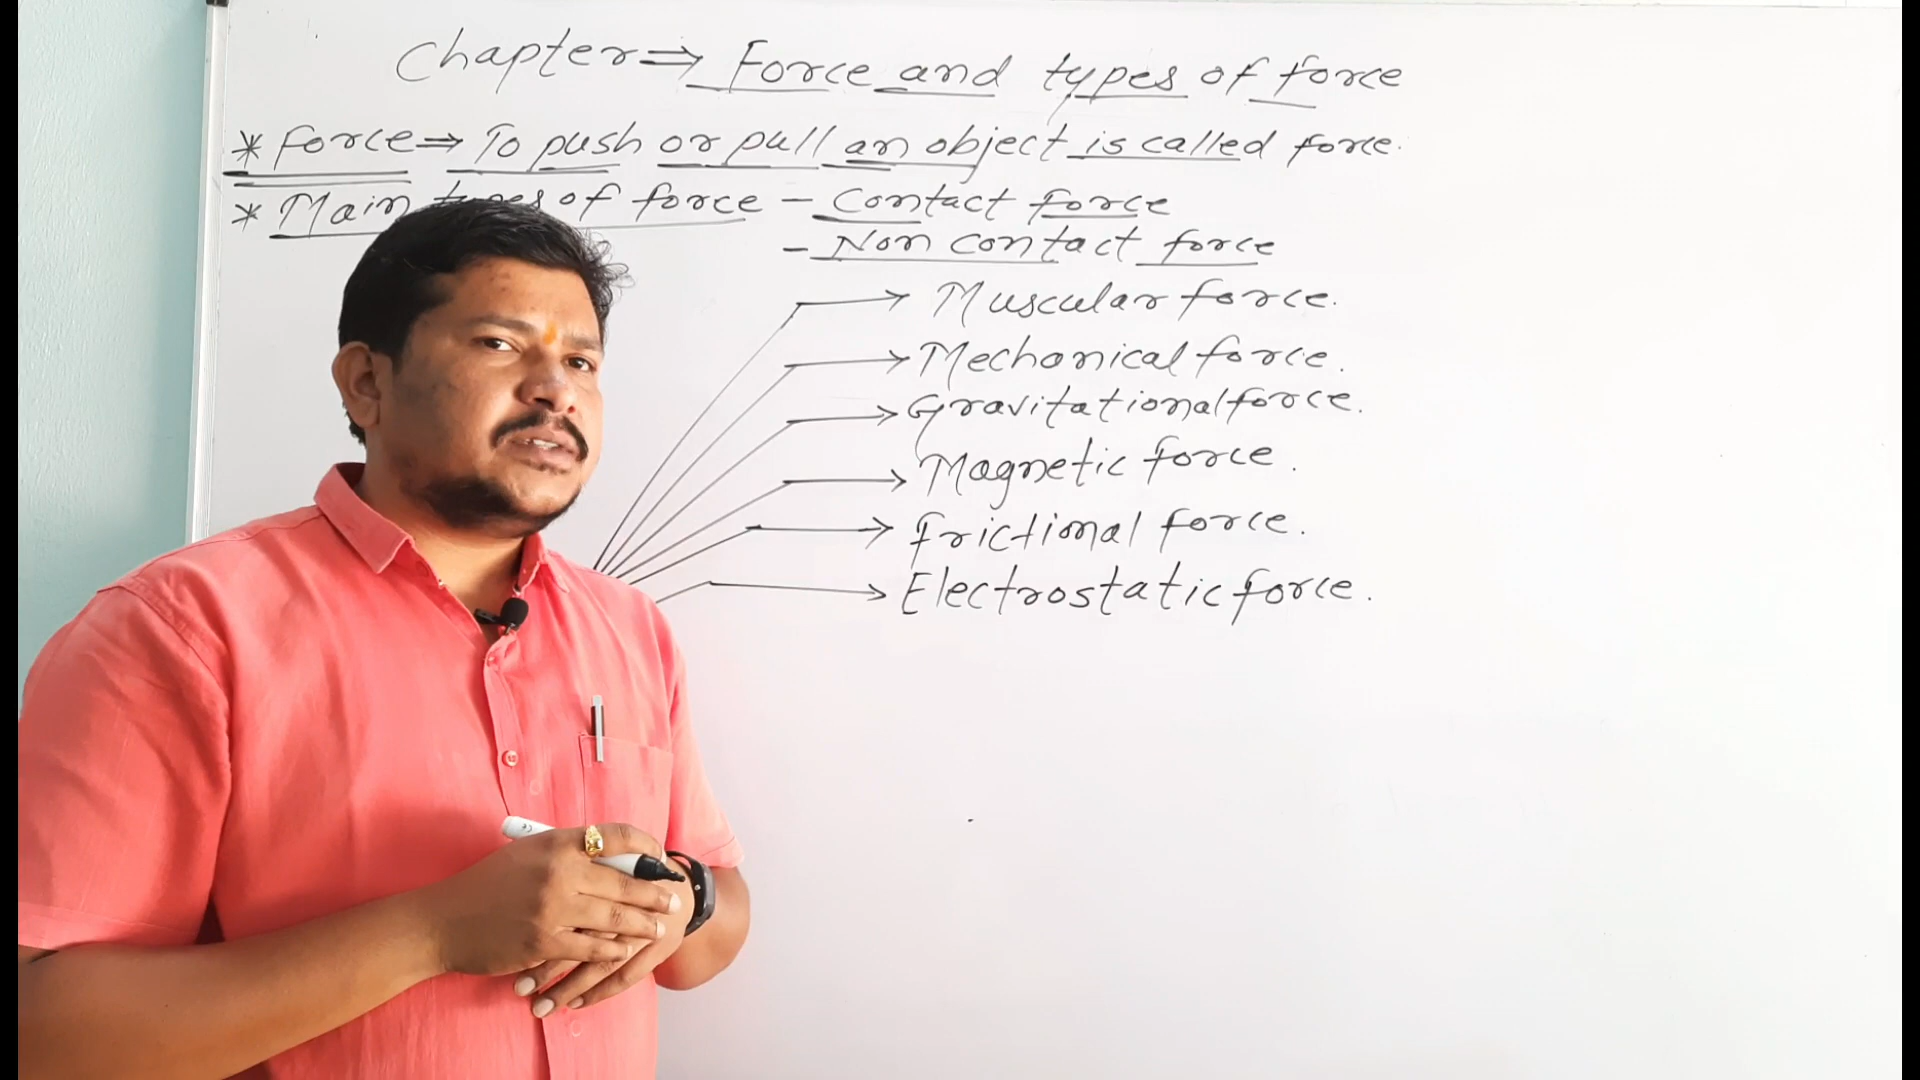 Chapter ⇒ Force and types of force
* Force ⇒ To push or pull an object is called force.
* Main types of force - Contact force
- Non contact force
→ Muscular force.
→ Mechanical force.
→ Gravitational force.
→ Magnetic force.
→ Frictional force.
→ Electrostatic force.